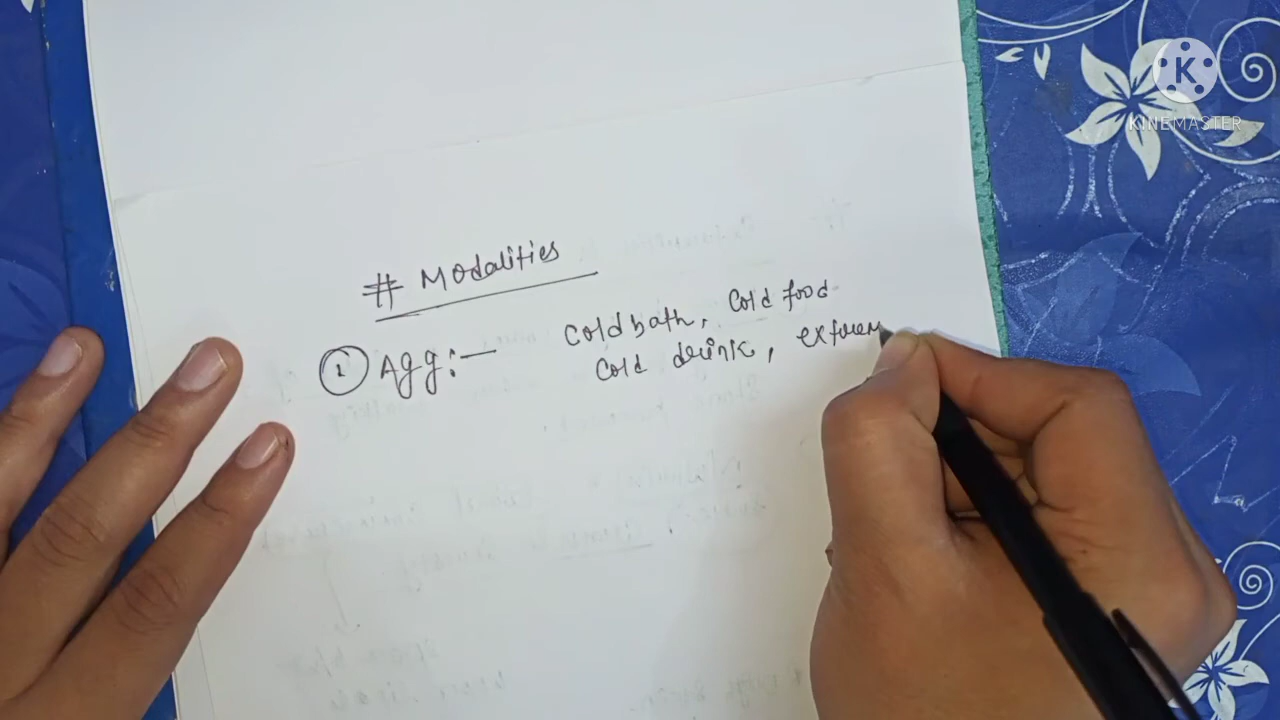 K
KINEMASTER
# Modalities
① Agg:—
Cold bath, Cold food
Cold drink, extrem